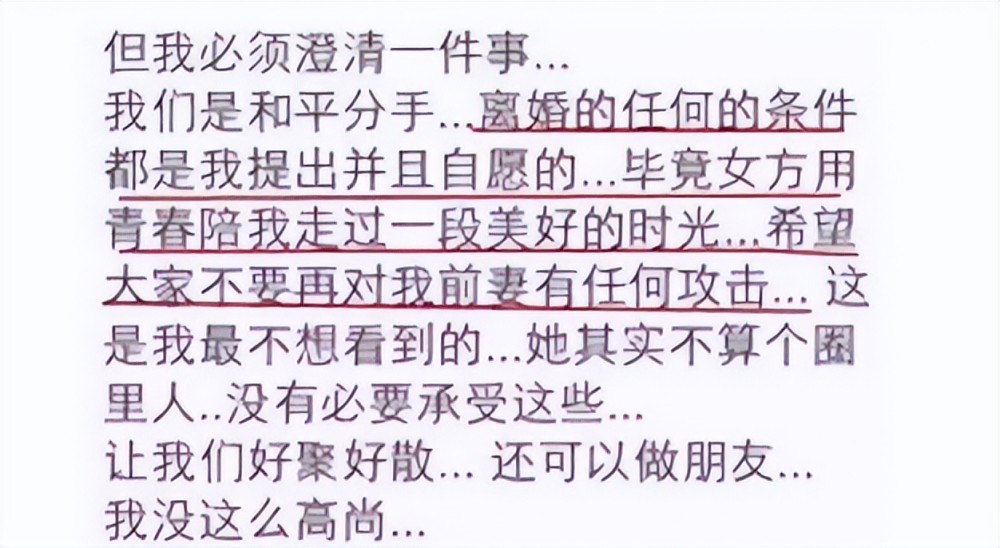 但我必须澄清一件事...
我们是和平分手...离婚的任何的条件
都是我提出并且自愿的...毕竟女方用
青春陪我走过一段美好的时光...希望
大家不要再对我前妻有任何攻击... 这
是我最不想看到的...她其实不算个圈
里人..没有必要承受这些...
让我们好聚好散... 还可以做朋友...
我没这么高尚...